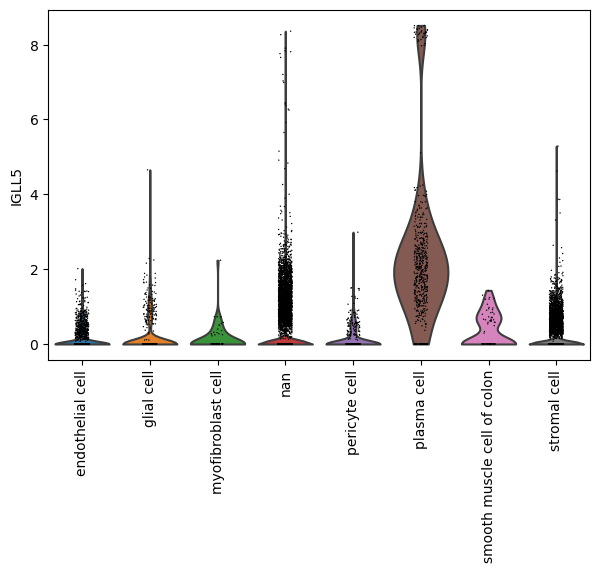 IGLL5
8
6
4
2
0
endothelial cell
glial cell
myofibroblast cell
nan
pericyte cell
plasma cell
smooth muscle cell of colon
stromal cell